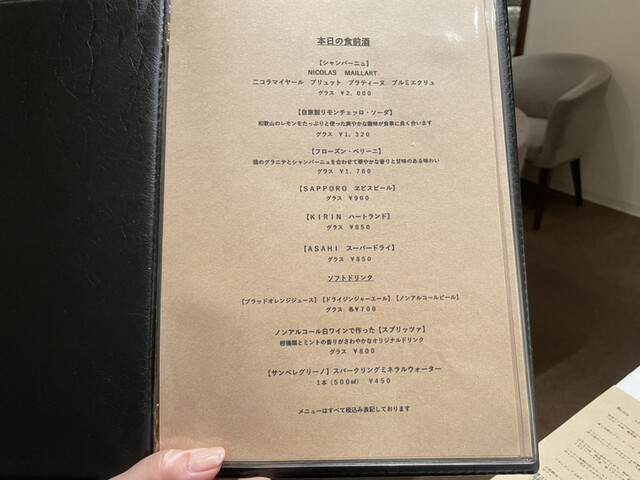 本日の食前酒
【シャンパーニュ】
NICOLAS MAILLART
ニコラマイヤール ブリュット プラティーヌ プルミエクリュ
グラス ￥2,000
【自家製リモンチェッロ・ソーダ】
和歌山のレモンをたっぷりと使った爽やかな酸味が食事に良く合います
グラス ￥1,320
【フローズン・ベリーニ】
桃のグラニテとシャンパーニュを合わせて華やかな香りと甘味のある味わい
グラス ￥1,760
【SAPPORO ヱビスビール】
グラス ￥900
【KIRIN ハートランド】
グラス ￥850
【ASAHI スーパードライ】
グラス ￥850
ソフトドリンク
【ブラッドオレンジジュース】【ドライジンジャーエール】【ノンアルコールビール】
グラス 各￥700
ノンアルコール白ワインで作った【スプリッツァ】
柑橘類とミントの香りがさわやかなオリジナルドリンク
グラス ￥800
【サンペレグリーノ】スパークリングミネラルウォーター
1本（500㎖） ￥450
メニューはすべて税込み表記しております